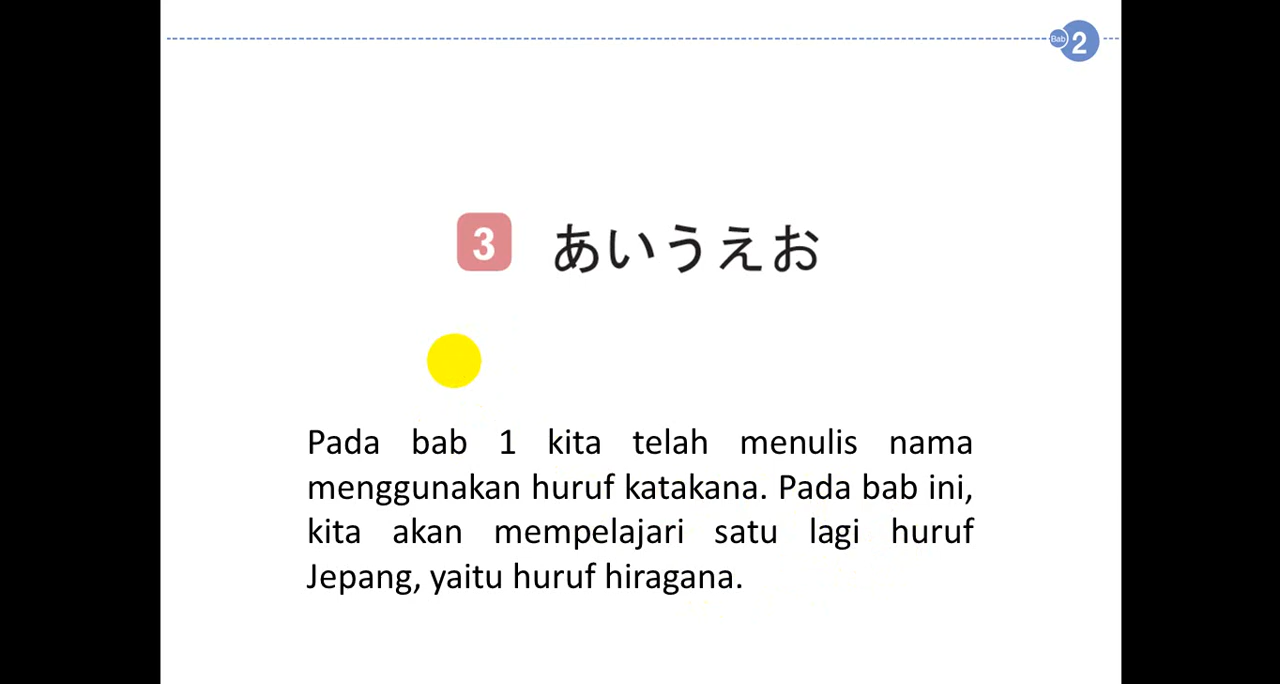 Bab 2
3 あいうえお
Pada bab 1 kita telah menulis nama
menggunakan huruf katakana. Pada bab ini,
kita akan mempelajari satu lagi huruf
Jepang, yaitu huruf hiragana.